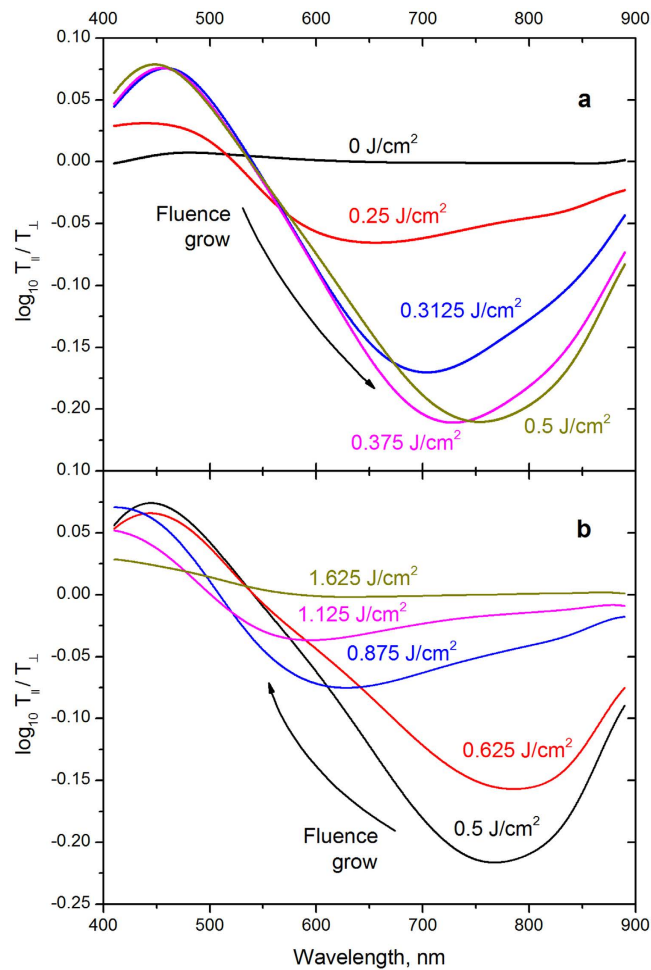 400 500 600 700 800 900
0.10
a
0.05
0 J/cm²
0.00
0.25 J/cm²
-0.05
Fluence
grow
log₁₀ T∥ / T⊥
-0.10
0.3125 J/cm²
-0.15
-0.20
0.5 J/cm²
0.375 J/cm²
0.10
b
0.05
1.625 J/cm²
0.00
1.125 J/cm²
0.875 J/cm²
-0.05
log₁₀ T∥ / T⊥
-0.10
0.625 J/cm²
-0.15
0.5 J/cm²
Fluence
grow
-0.20
-0.25
400 500 600 700 800 900
Wavelength, nm